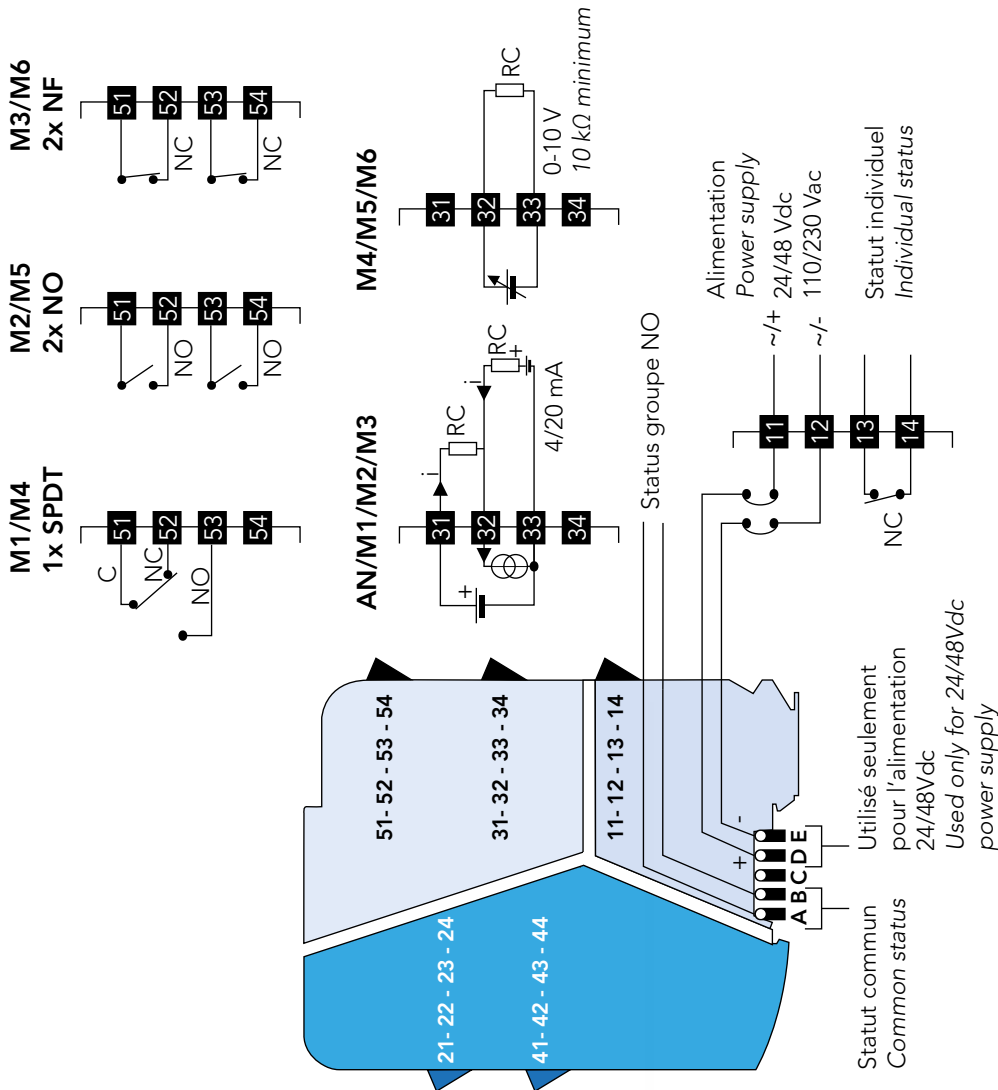 M1/M4
1x SPDT
C
NC
NO
51
52
53
54
M2/M5
2x NO
NO
NO
51
52
53
54
M3/M6
2x NF
NC
NC
51
52
53
54
AN/M1/M2/M3
+
31
32
33
34
i
RC
i
RC
+
4/20 mA
M4/M5/M6
31
32
33
34
RC
0-10 V
10 kΩ minimum
51- 52 - 53 - 54
31- 32 - 33 - 34
11- 12 - 13 - 14
21- 22 - 23 - 24
41- 42 - 43 - 44
Status groupe NO
+
-
A B C D E
Statut commun
Common status
Utilisé seulement
pour l'alimentation
24/48Vdc
Used only for 24/48Vdc
power supply
NC
11
12
13
14
~/+
~/-
Alimentation
Power supply
24/48 Vdc
110/230 Vac
Statut individuel
Individual status